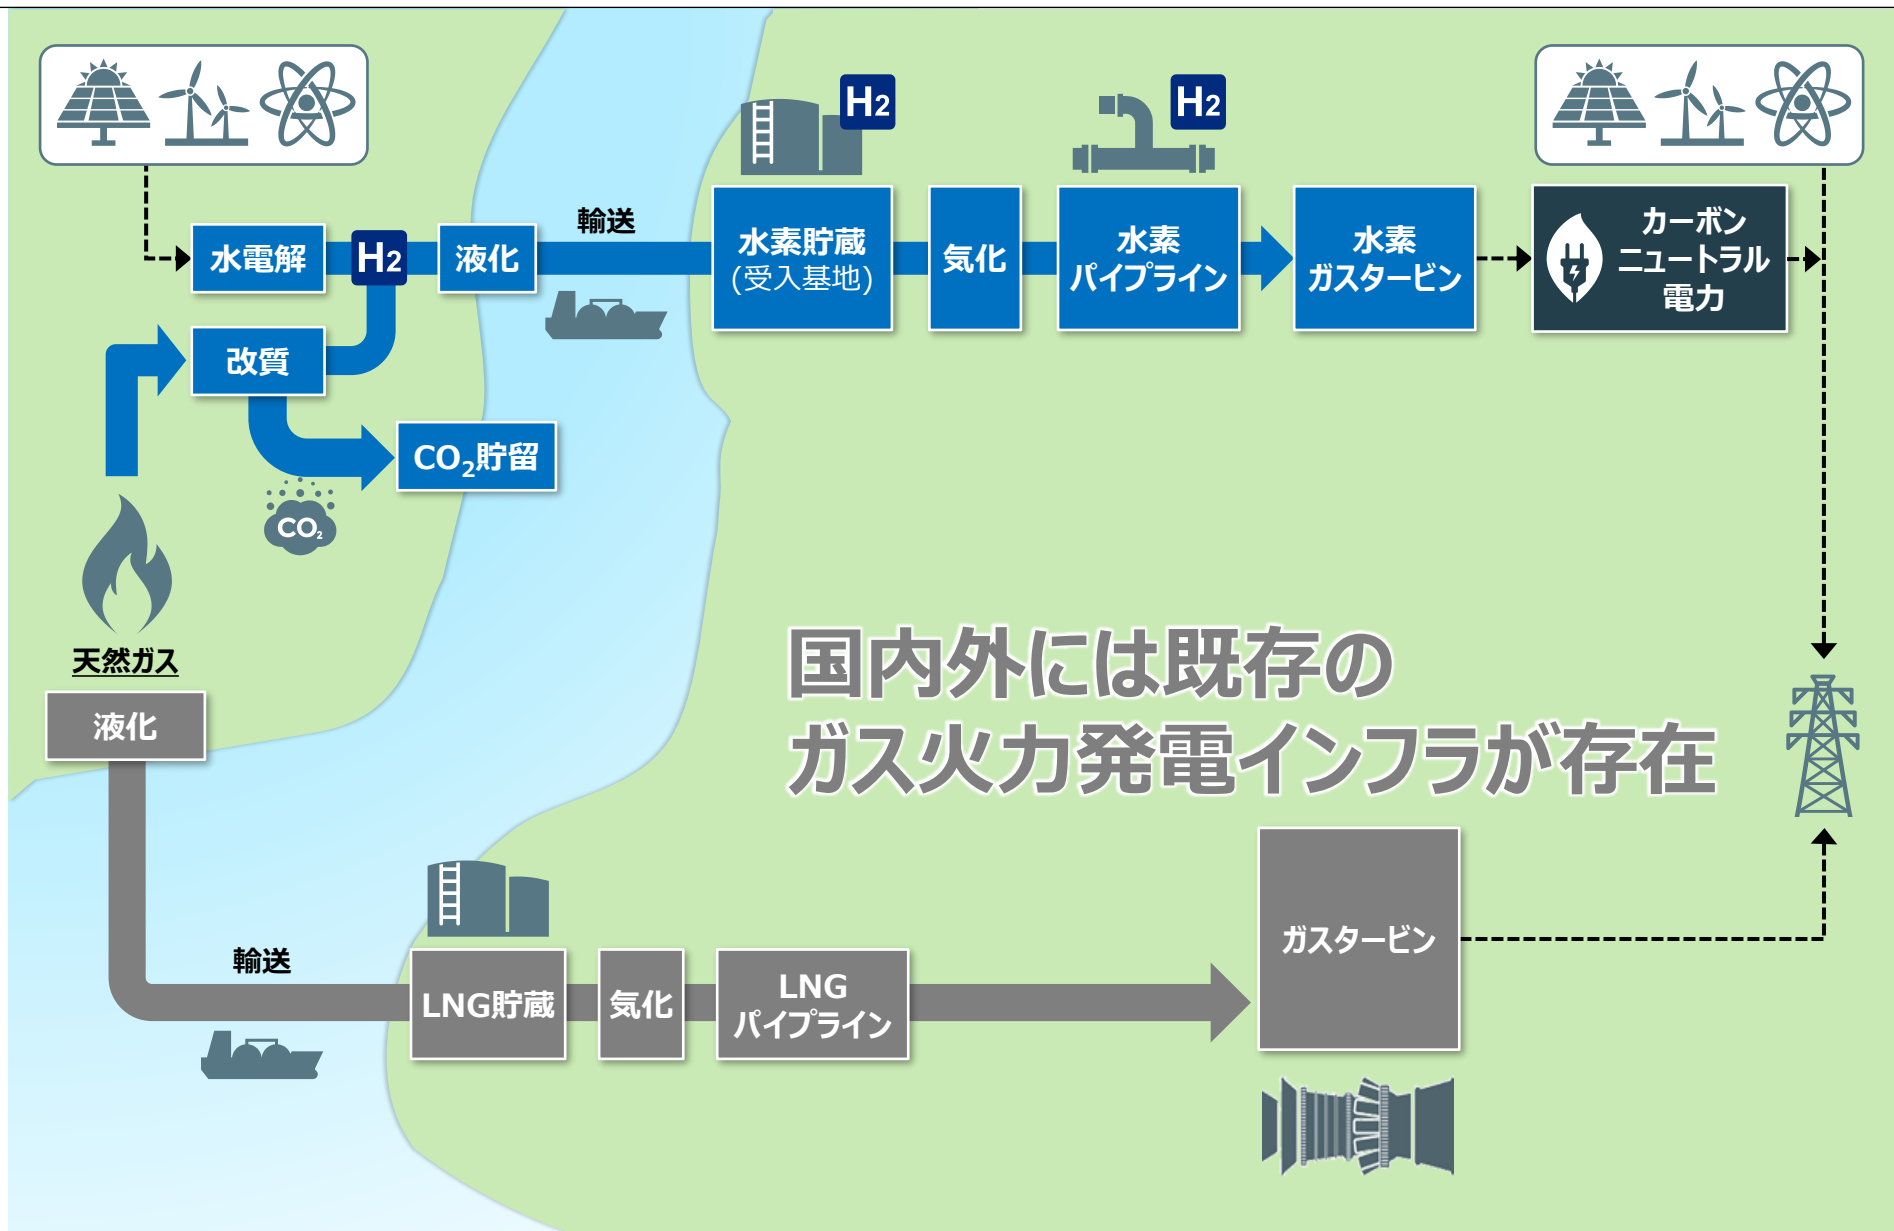 水電解
H2
液化
輸送
H2
水素貯蔵
(受入基地)
気化
H2
水素
パイプライン
水素
ガスタービン
カーボン
ニュートラル
電力
改質
CO₂貯留
CO₂
天然ガス
液化
国内外には既存の
ガス火力発電インフラが存在
輸送
LNG貯蔵
気化
LNG
パイプライン
ガスタービン